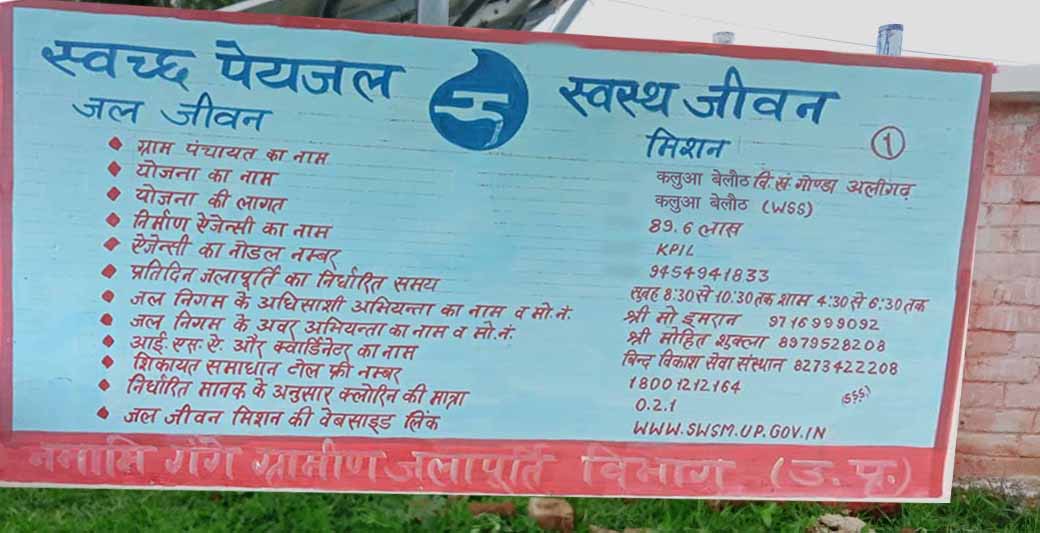 स्वच्छ पेयजल स्वस्थ जीवन
जल जीवन मिशन ①
ग्राम पंचायत का नाम कलुआ बेलौठ वि.खं. गोण्डा अलीगढ़
योजना का नाम कलुआ बेलौठ (WSS)
योजना की लागत 89.6 लास
निर्माण ऐजेन्सी का नाम KPIL
ऐजेन्सी का नोडल नम्बर 9454941833
प्रतिदिन जलापूर्ति का निर्धारित समय सुवह 8:30 से 10:30 तक शाम 4:30 से 6:30 तक
जल निगम के अधिसाशी अभियन्ता का नाम व मो.नं. श्री मो इमरान 9716999092
जल निगम के अवर अभियन्ता का नाम व मो.नं. श्री मोहित शुक्ला 8979528208
आई.एस.ऐ. और क्वार्डिनेटर का नाम बिन्द विकाश सेवा संस्थान 8273422208
शिकायत समाधान टोल फ्री नम्बर 18001212164
निर्धारित मानक के अनुसार क्लोरिन की मात्रा 0.2.1
जल जीवन मिशन की वेबसाइड लिंक WWW.SWSM.UP.GOV.IN
नमामि गंगे ग्रामीण जलापूर्ति विभाग (उ.प्र.)